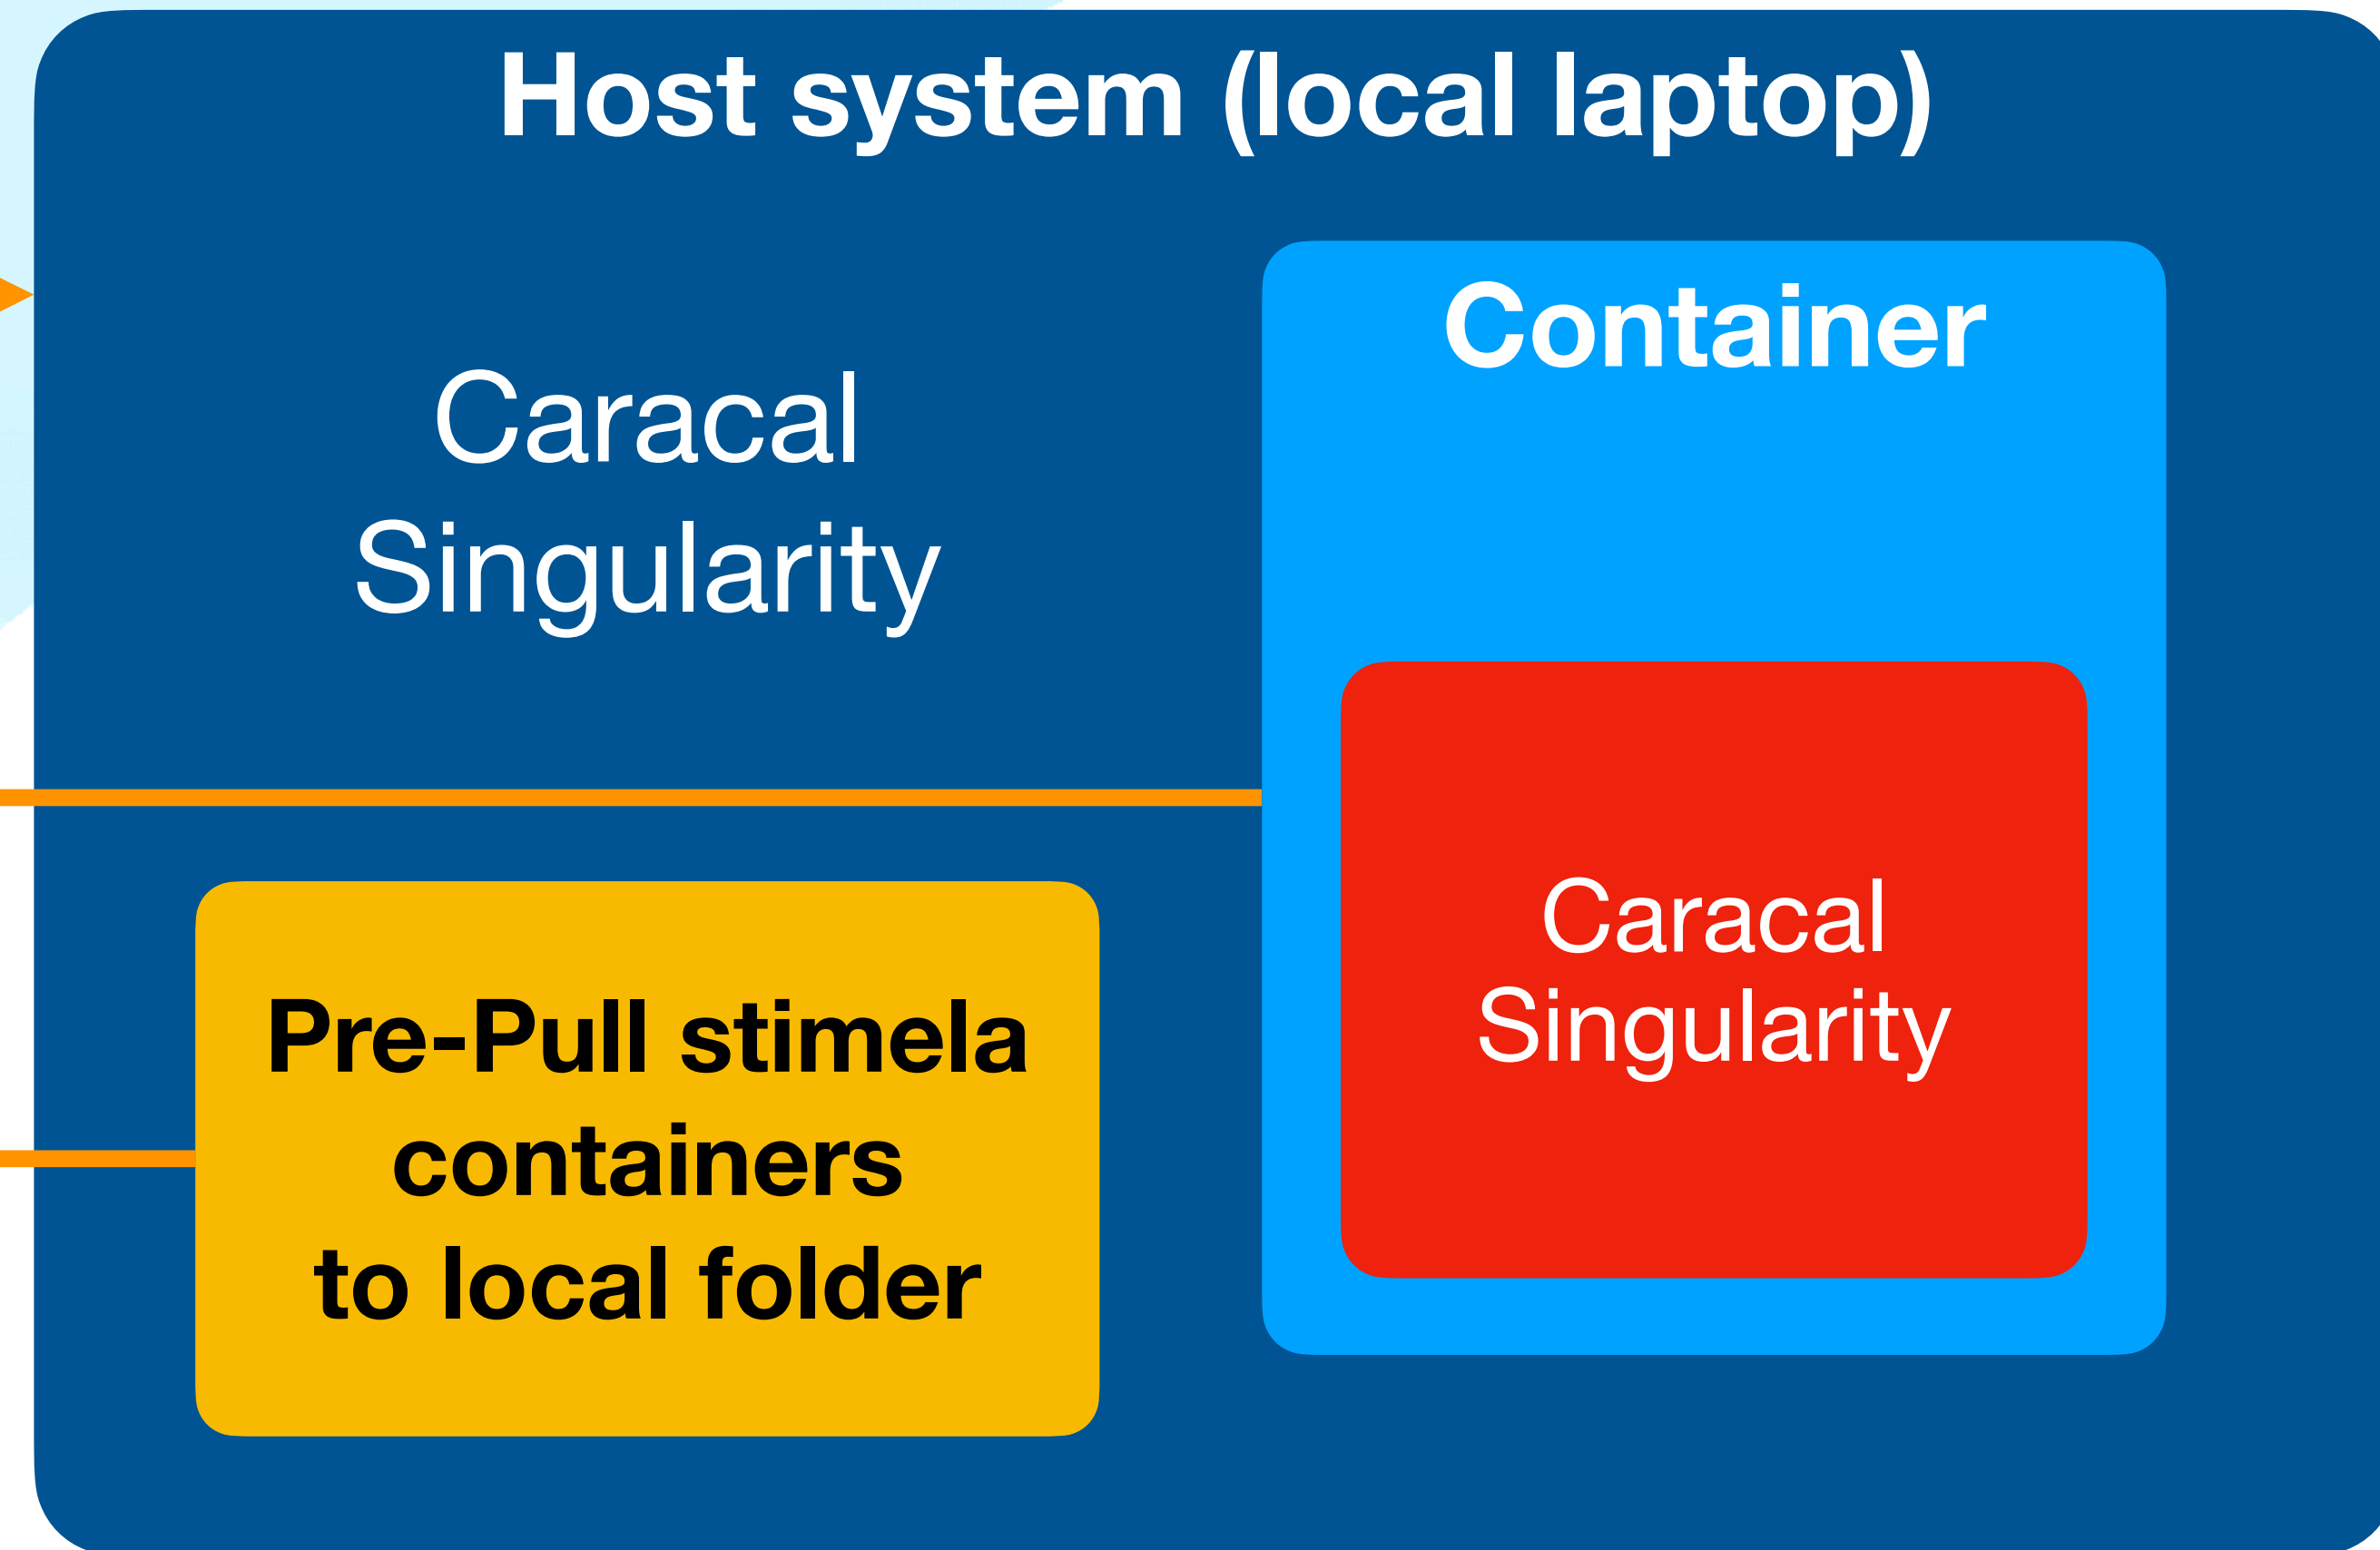 Host system (local laptop)
Caracal
Singularity
Container
Caracal
Singularity
Pre-Pull stimela
containers
to local folder